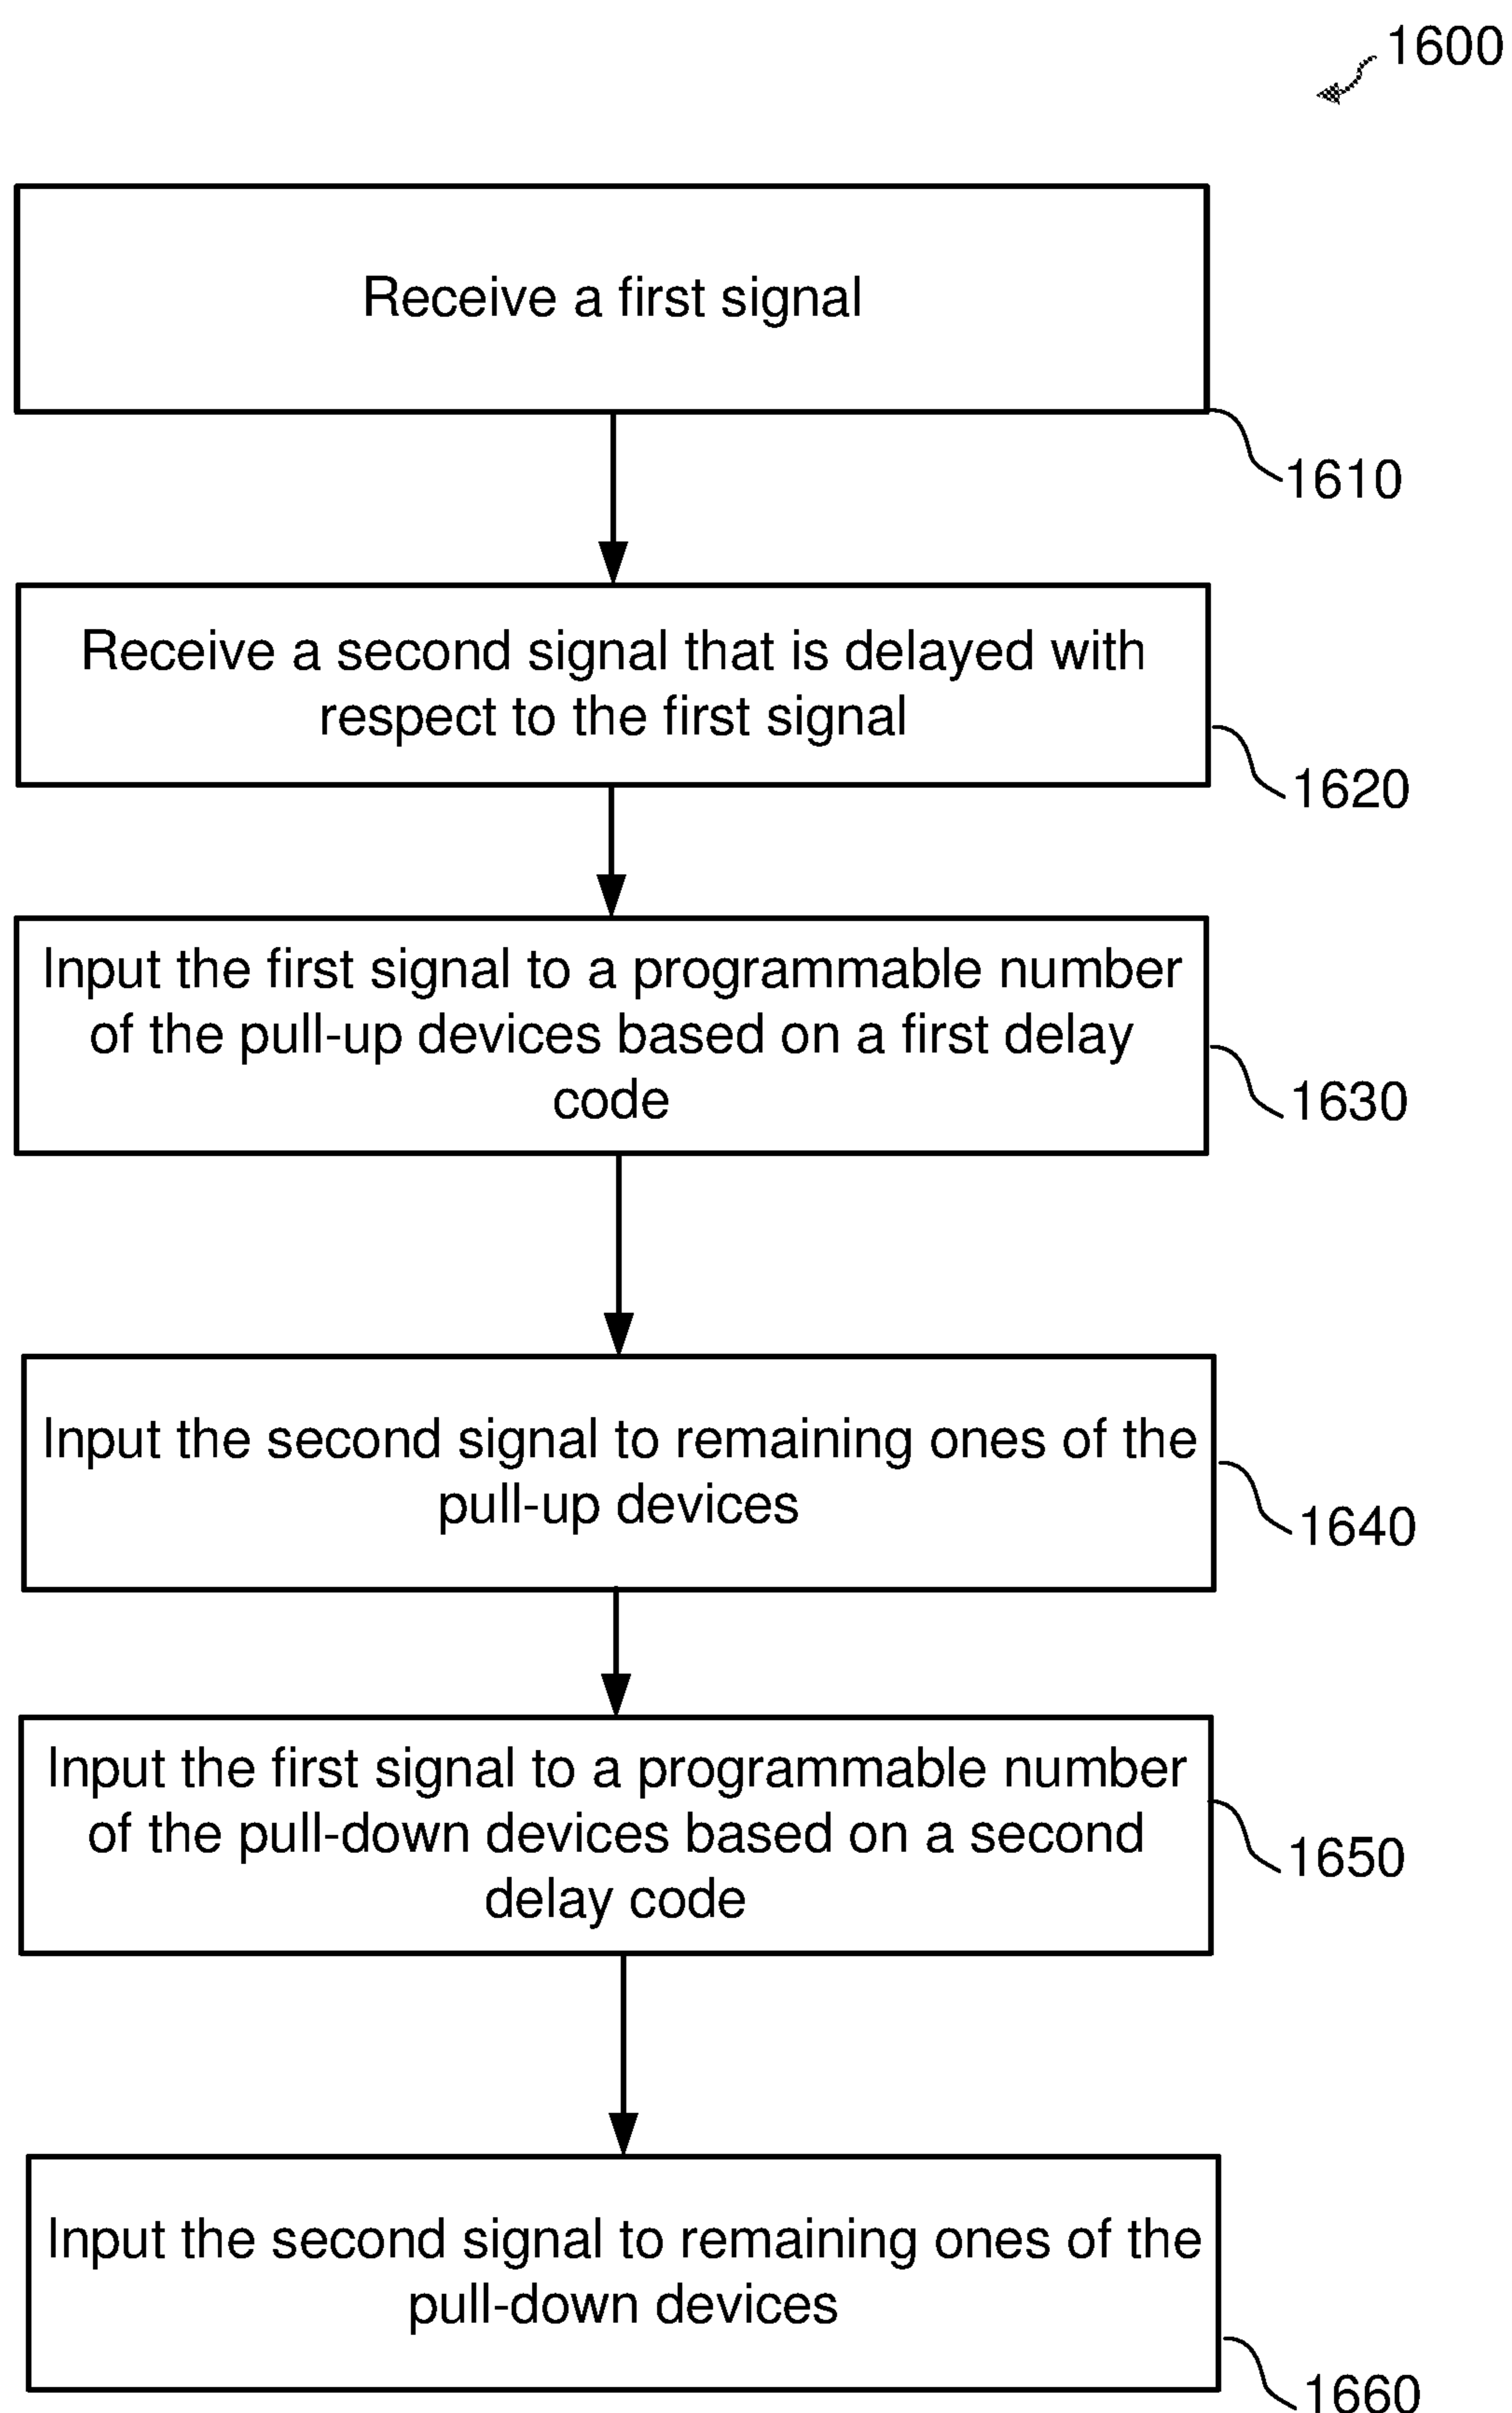 1600
Receive a first signal
1610
Receive a second signal that is delayed with
respect to the first signal
1620
Input the first signal to a programmable number
of the pull-up devices based on a first delay
code
1630
Input the second signal to remaining ones of the
pull-up devices
1640
Input the first signal to a programmable number
of the pull-down devices based on a second
delay code
1650
Input the second signal to remaining ones of the
pull-down devices
1660